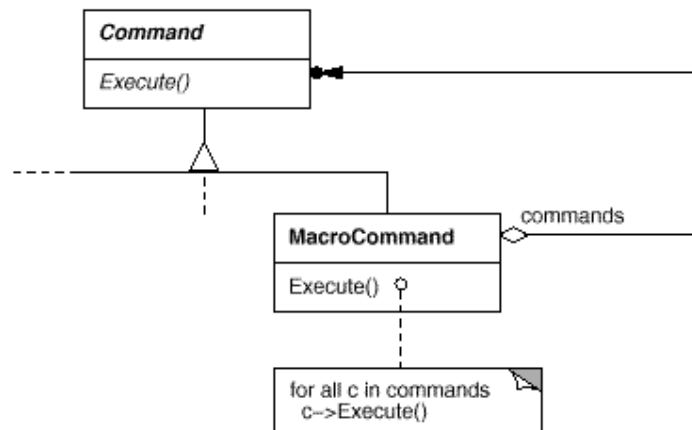 Command
Execute()
commands
MacroCommand
Execute()
for all c in commands
c–>Execute()